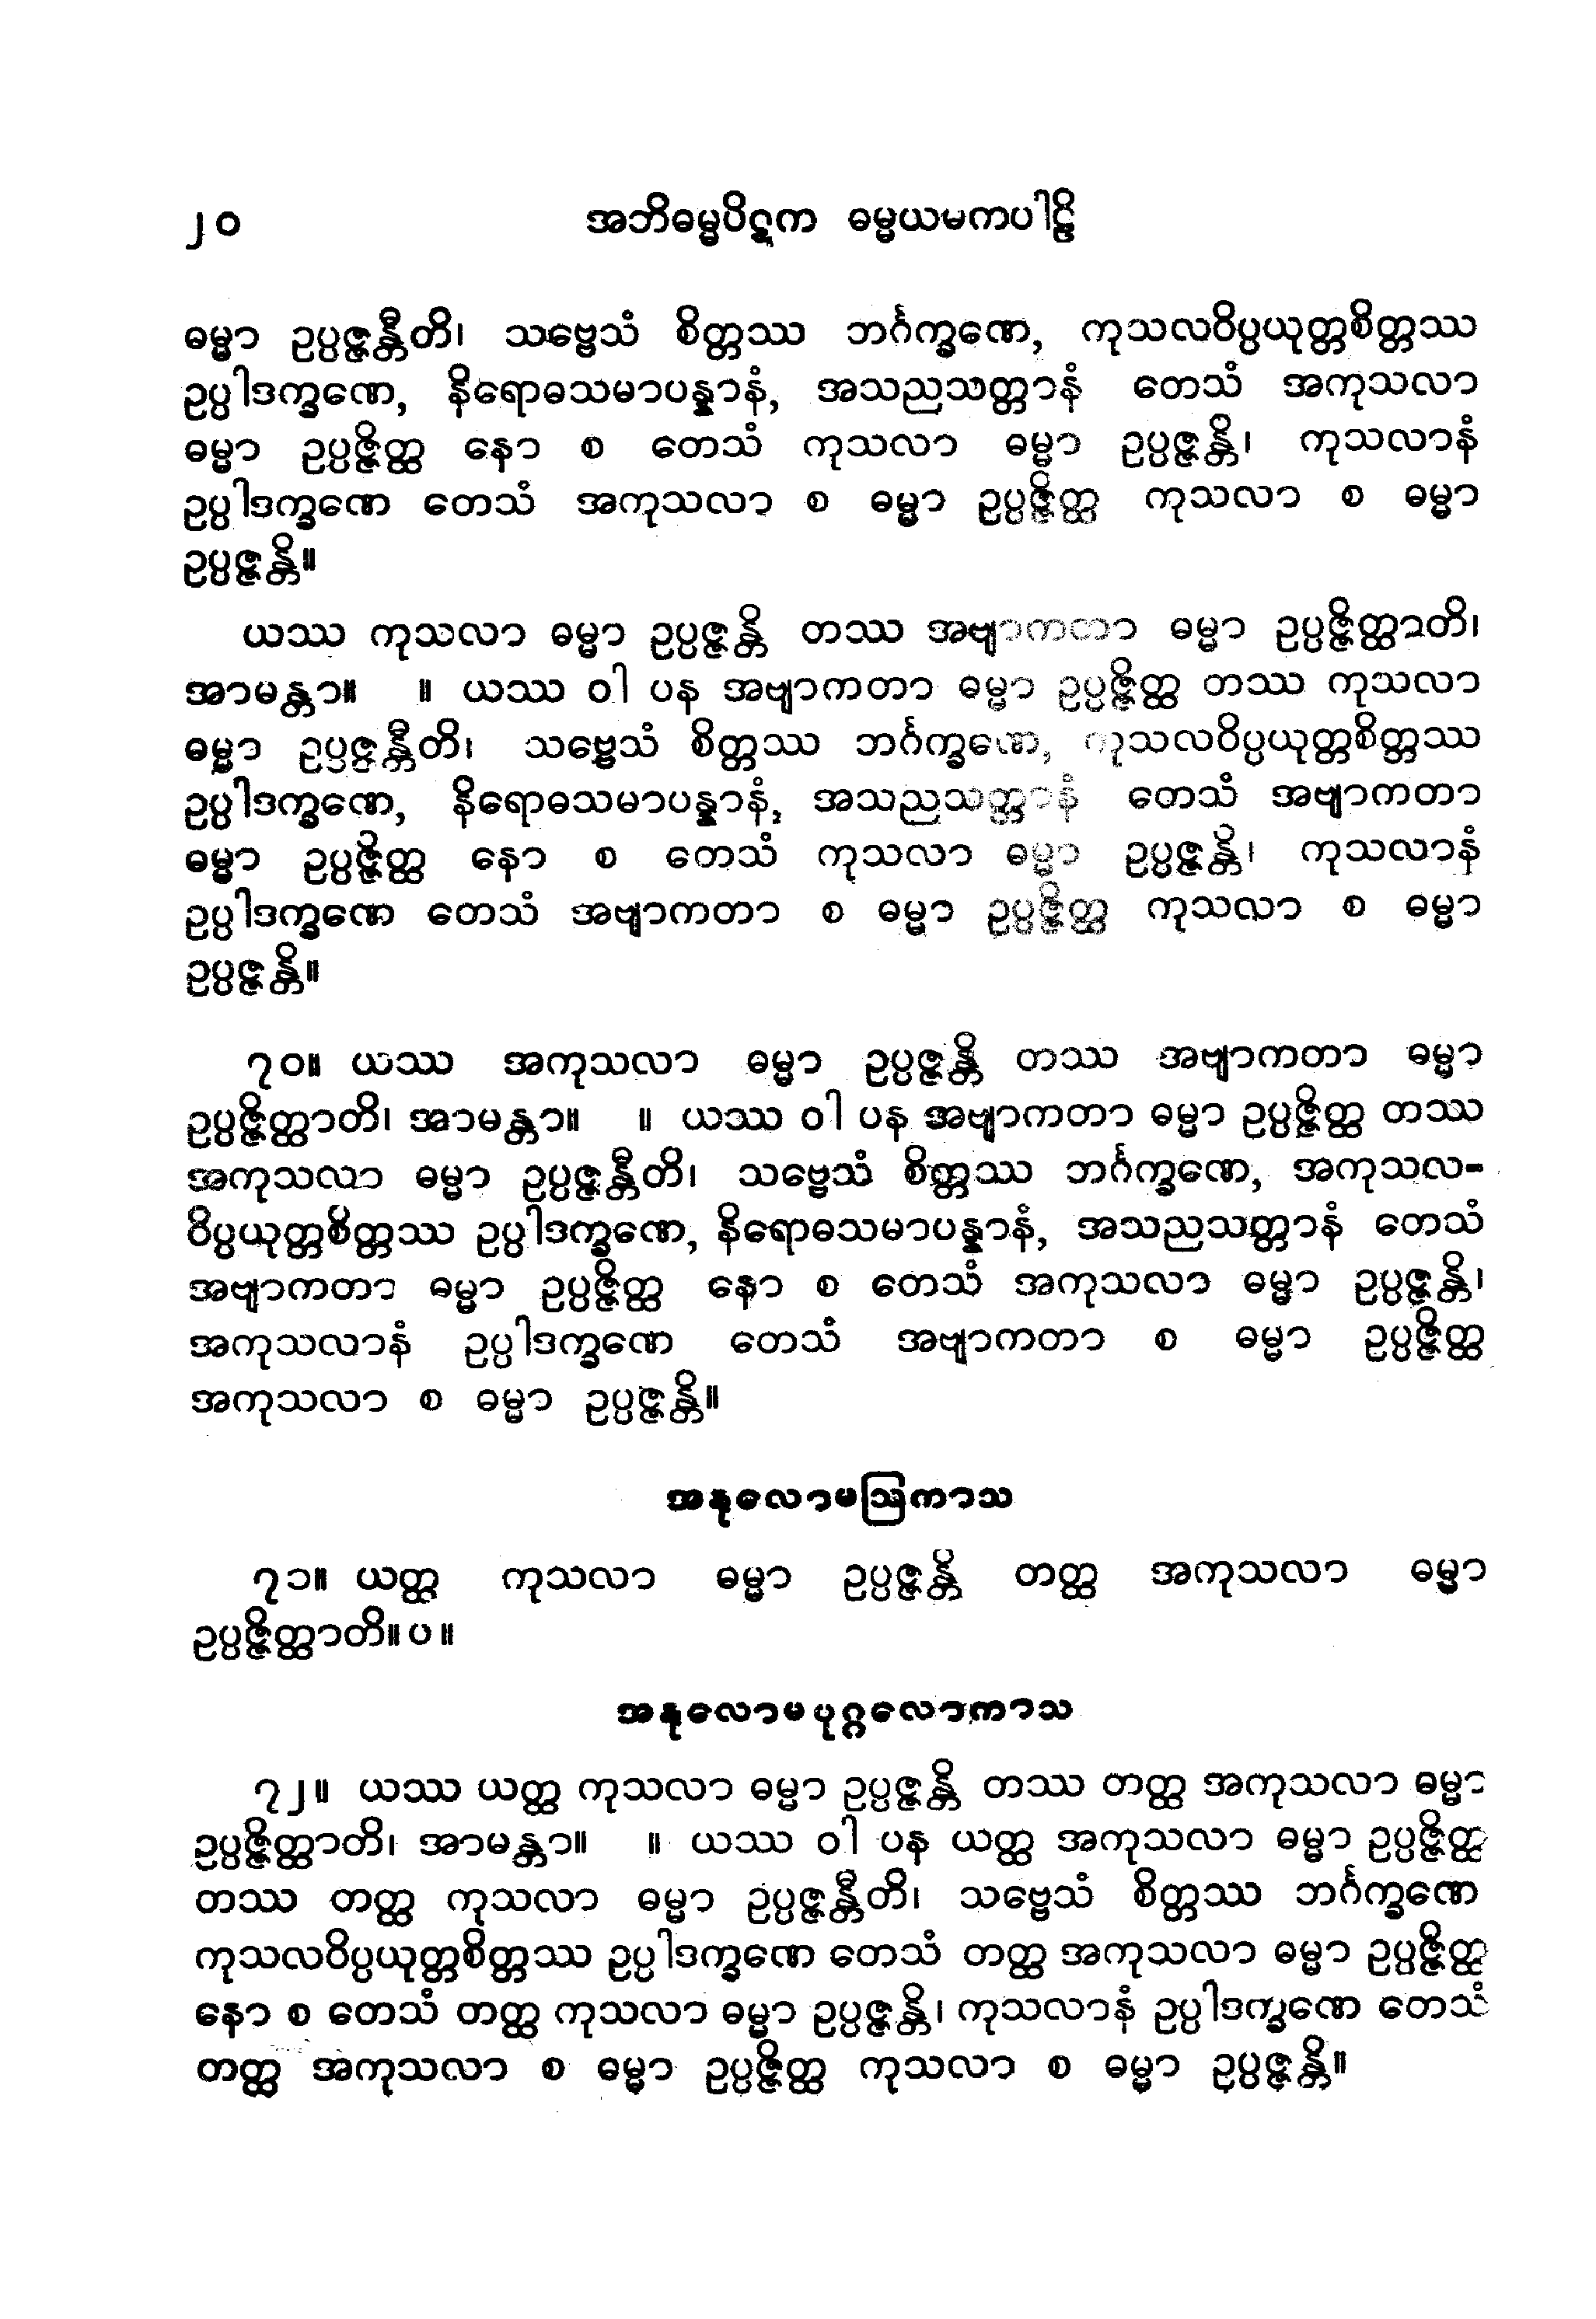 ၂၀ အဘိဓမ္မပိဋက ဓမ္မယမကပါဠိ
ဓမ္မာ ဥပ္ပဇ္ဇန္တီတိ၊ သဗ္ဗေသံ စိတ္တဿ ဘင်္ဂက္ခဏေ, ကုသလဝိပ္ပယုတ္တစိတ္တဿ
ဥပ္ပါဒက္ခဏေ, နိရောဓသမာပန္နာနံ, အသညသတ္တာနံ တေသံ အကုသလာ
ဓမ္မာ ဥပ္ပဇ္ဇိတ္ထ နော စ တေသံ ကုသလာ ဓမ္မာ ဥပ္ပဇ္ဇန္တိ၊ ကုသလာနံ
ဥပ္ပါဒက္ခဏေ တေသံ အကုသလာ စ ဓမ္မာ ဥပ္ပဇ္ဇိတ္ထ ကုသလာ စ ဓမ္မာ
ဥပ္ပဇ္ဇန္တိ။
ယဿ ကုသလာ ဓမ္မာ ဥပ္ပဇ္ဇန္တိ တဿ အဗျာကတာ ဓမ္မာ ဥပ္ပဇ္ဇိတ္ထာတိ၊
အာမန္တာ။ ။ ယဿ ဝါ ပန အဗျာကတာ ဓမ္မာ ဥပ္ပဇ္ဇိတ္ထ တဿ ကုသလာ
ဓမ္မာ ဥပ္ပဇ္ဇန္တီတိ၊ သဗ္ဗေသံ စိတ္တဿ ဘင်္ဂက္ခဏေ, ကုသလဝိပ္ပယုတ္တစိတ္တဿ
ဥပ္ပါဒက္ခဏေ, နိရောဓသမာပန္နာနံ, အသညသတ္တာနံ တေသံ အဗျာကတာ
ဓမ္မာ ဥပ္ပဇ္ဇိတ္ထ နော စ တေသံ ကုသလာ ဓမ္မာ ဥပ္ပဇ္ဇန္တိ၊ ကုသလာနံ
ဥပ္ပါဒက္ခဏေ တေသံ အဗျာကတာ စ ဓမ္မာ ဥပ္ပဇ္ဇိတ္ထ ကုသလာ စ ဓမ္မာ
ဥပ္ပဇ္ဇန္တိ။
၇၀။ ယဿ အကုသလာ ဓမ္မာ ဥပ္ပဇ္ဇန္တိ တဿ အဗျာကတာ ဓမ္မာ
ဥပ္ပဇ္ဇိတ္ထာတိ၊ အာမန္တာ။ ။ ယဿ ဝါ ပန အဗျာကတာ ဓမ္မာ ဥပ္ပဇ္ဇိတ္ထ တဿ
အကုသလာ ဓမ္မာ ဥပ္ပဇ္ဇန္တီတိ၊ သဗ္ဗေသံ စိတ္တဿ ဘင်္ဂက္ခဏေ, အကုသလ-
ဝိပ္ပယုတ္တစိတ္တဿ ဥပ္ပါဒက္ခဏေ, နိရောဓသမာပန္နာနံ, အသညသတ္တာနံ တေသံ
အဗျာကတာ ဓမ္မာ ဥပ္ပဇ္ဇိတ္ထ နော စ တေသံ အကုသလာ ဓမ္မာ ဥပ္ပဇ္ဇန္တိ၊
အကုသလာနံ ဥပ္ပါဒက္ခဏေ တေသံ အဗျာကတာ စ ဓမ္မာ ဥပ္ပဇ္ဇိတ္ထ
အကုသလာ စ ဓမ္မာ ဥပ္ပဇ္ဇန္တိ။
အနုလောမဩကာသ
၇၁။ ယတ္ထ ကုသလာ ဓမ္မာ ဥပ္ပဇ္ဇန္တိ တတ္ထ အကုသလာ ဓမ္မာ
ဥပ္ပဇ္ဇိတ္ထာတိ။ပ။
အနုလောမပုဂ္ဂလောကာသ
၇၂။ ယဿ ယတ္ထ ကုသလာ ဓမ္မာ ဥပ္ပဇ္ဇန္တိ တဿ တတ္ထ အကုသလာ ဓမ္မာ
ဥပ္ပဇ္ဇိတ္ထာတိ၊ အာမန္တာ။ ။ ယဿ ဝါ ပန ယတ္ထ အကုသလာ ဓမ္မာ ဥပ္ပဇ္ဇိတ္ထ
တဿ တတ္ထ ကုသလာ ဓမ္မာ ဥပ္ပဇ္ဇန္တီတိ၊ သဗ္ဗေသံ စိတ္တဿ ဘင်္ဂက္ခဏေ
ကုသလဝိပ္ပယုတ္တစိတ္တဿ ဥပ္ပါဒက္ခဏေ တေသံ တတ္ထ အကုသလာ ဓမ္မာ ဥပ္ပဇ္ဇိတ္ထ
နော စ တေသံ တတ္ထ ကုသလာ ဓမ္မာ ဥပ္ပဇ္ဇန္တိ၊ ကုသလာနံ ဥပ္ပါဒက္ခဏေ တေသံ
တတ္ထ အကုသလာ စ ဓမ္မာ ဥပ္ပဇ္ဇိတ္ထ ကုသလာ စ ဓမ္မာ ဥပ္ပဇ္ဇန္တိ။